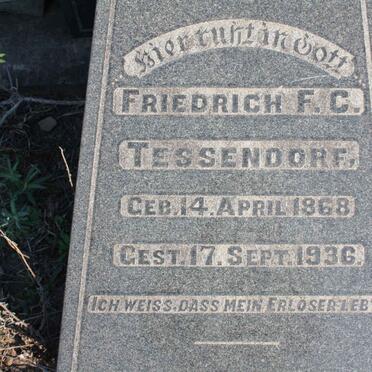 Hier ruht in Gott
FRIEDRICH F. C.
TESSENDORF.
GEB. 14. APRIL 1868
GEST. 17. SEPT. 1936.
ICH WEISS, DASS MEIN ERLÖSER LEBT